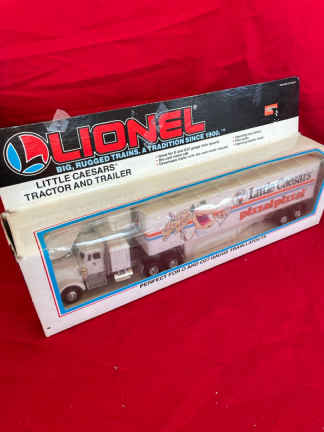 LIONEL
BIG, RUGGED TRAINS. A TRADITION SINCE 1900.™
LITTLE CAESARS®
TRACTOR AND TRAILER
Little Caesars®
Pizza! Pizza!®
PERFECT FOR O AND O27 GAUGE TRAIN LAYOUTS